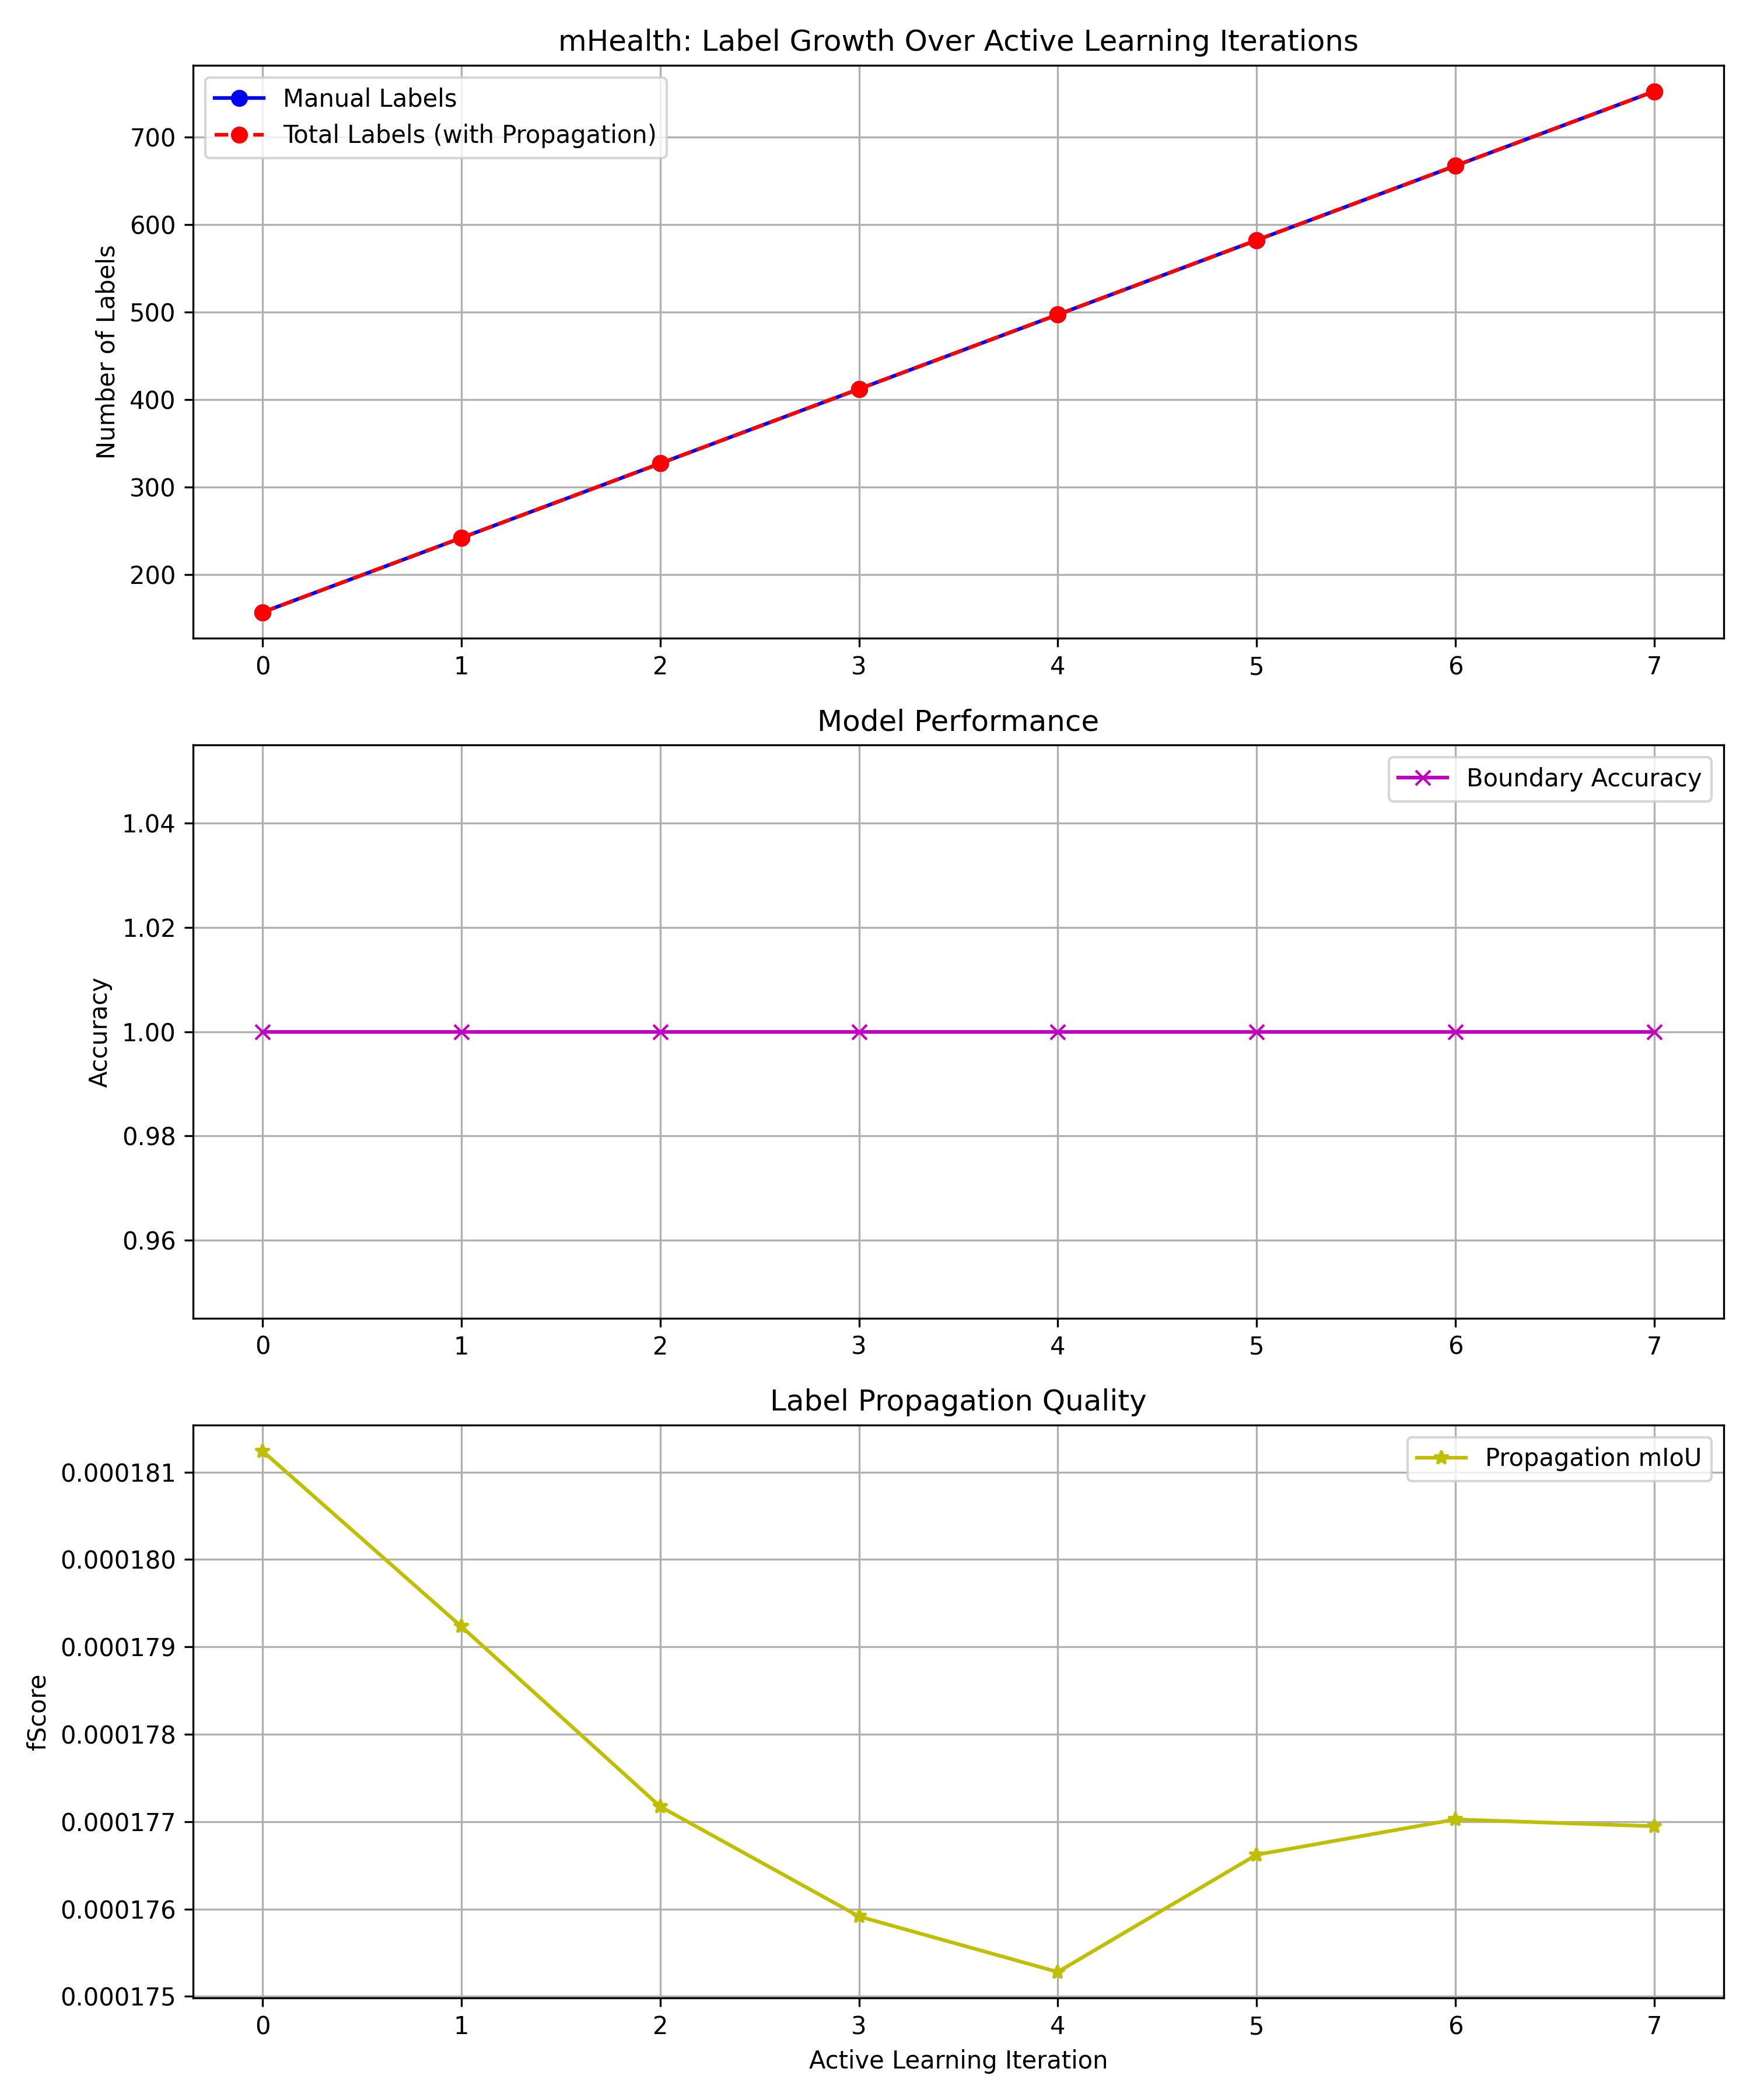 mHealth: Label Growth Over Active Learning Iterations
Manual Labels
Total Labels (with Propagation)
Number of Labels
700
600
500
400
300
200
0 1 2 3 4 5 6 7
Model Performance
Boundary Accuracy
Accuracy
1.04
1.02
1.00
0.98
0.96
0 1 2 3 4 5 6 7
Label Propagation Quality
Propagation mIoU
fScore
0.000181
0.000180
0.000179
0.000178
0.000177
0.000176
0.000175
0 1 2 3 4 5 6 7
Active Learning Iteration